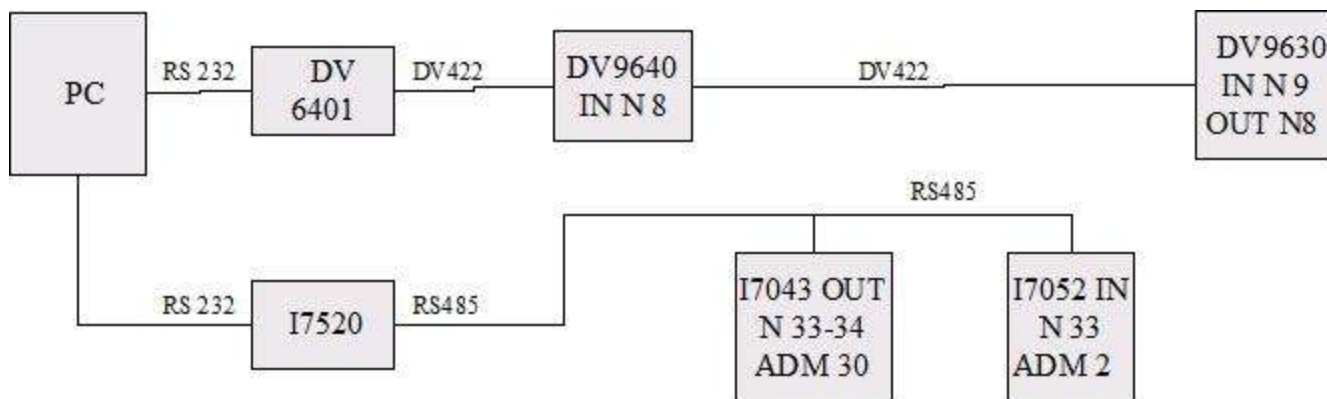 PC
RS 232
DV
6401
DV422
DV9640
IN N 8
DV422
DV9630
IN N 9
OUT N8
RS 232
I7520
RS485
RS485
I7043 OUT
N 33-34
ADM 30
I7052 IN
N 33
ADM 2